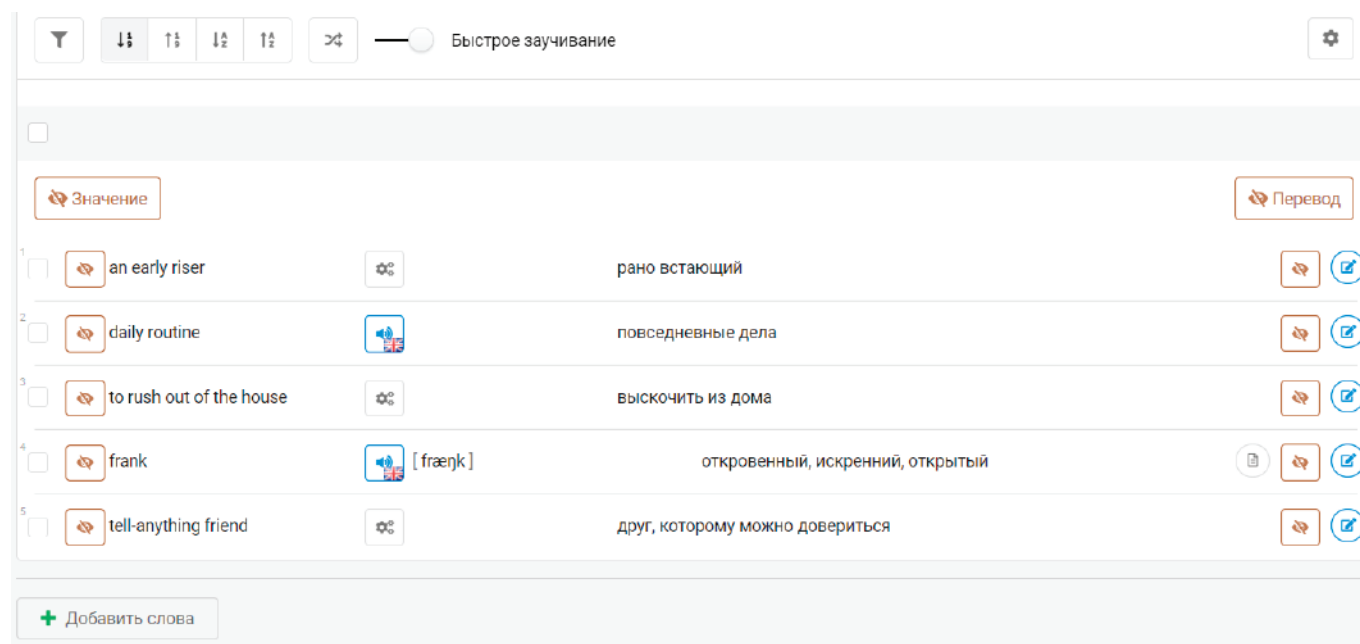 Быстрое заучивание
Значение Перевод
1 an early riser рано встающий
2 daily routine повседневные дела
3 to rush out of the house выскочить из дома
4 frank [ fræŋk ] откровенный, искренний, открытый
5 tell-anything friend друг, которому можно довериться
+ Добавить слова